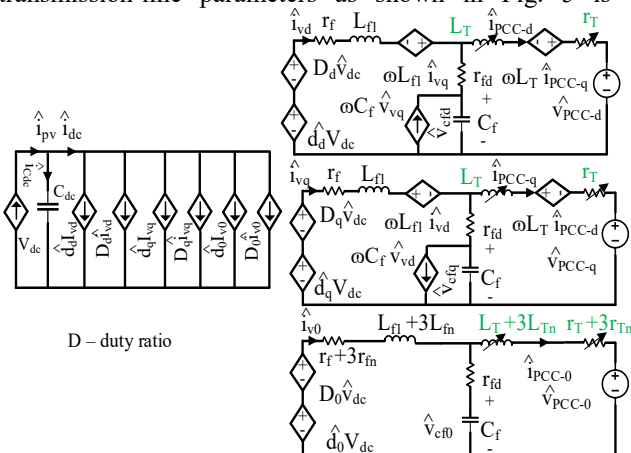 transmission-line parameters as shown in Fig. 3 is
î_vd r_f L_f1 L_T î_PCC-d r_T
D_d v̂_dc ωL_f1 î_vq r_fd ωL_T î_PCC-q
ωC_f v̂_vq + v̂_PCC-d
d̂_d V_dc v̂_cfd C_f
-
î_pv î_dc
î_Cdc C_dc
V_dc d̂_d I_vd D_d î_vd d̂_q I_vq D_q î_vq d̂_0 I_v0 D_0 î_v0
D – duty ratio
î_vq r_f L_f1 L_T î_PCC-q r_T
D_q v̂_dc ωL_f1 î_vd r_fd ωL_T î_PCC-d
ωC_f v̂_vd + v̂_PCC-q
d̂_q V_dc v̂_cfq C_f
-
î_v0 L_f1+3L_fn L_T+3L_Tn r_T+3r_Tn
r_f+3r_fn î_PCC-0
D_0 v̂_dc r_fd v̂_PCC-0
+
v̂_cf0 C_f
d̂_0 V_dc -